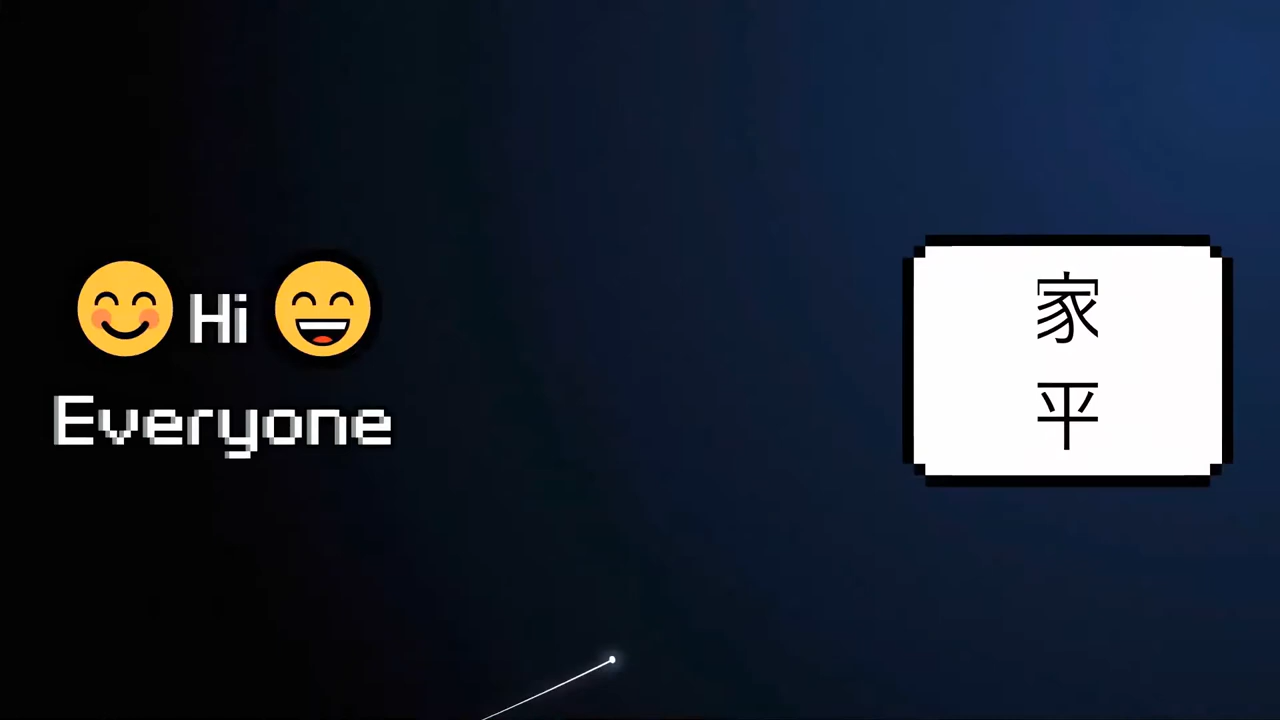 😊 Hi 😄
Everyone
家
平